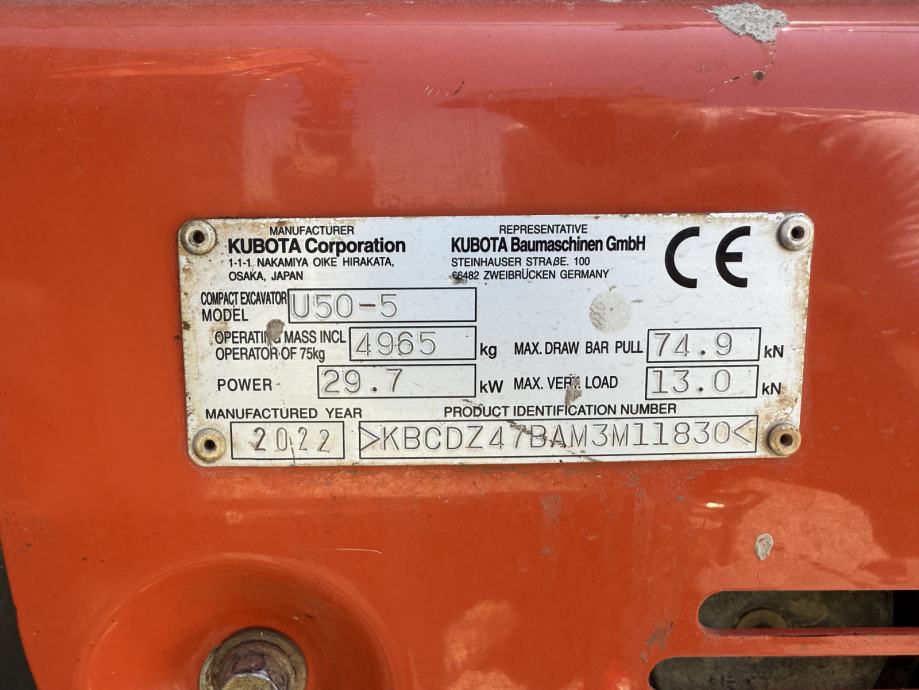 MANUFACTURER
KUBOTA Corporation
1-1-1, NAKAMIYA OIKE HIRAKATA,
OSAKA, JAPAN
REPRESENTATIVE
KUBOTA Baumaschinen GmbH
STEINHAUSER STRAßE. 100
66482 ZWEIBRÜCKEN GERMANY
CE
COMPACT EXCAVATOR
MODEL U50-5
OPERATING MASS INCL
OPERATOR OF 75kg 4965 kg
MAX. DRAW BAR PULL 74.9 kN
POWER 29.7 kW
MAX. VERT. LOAD 13.0 kN
MANUFACTURED YEAR
2022
PRODUCT IDENTIFICATION NUMBER
>KBCDZ47BAM3M11830<